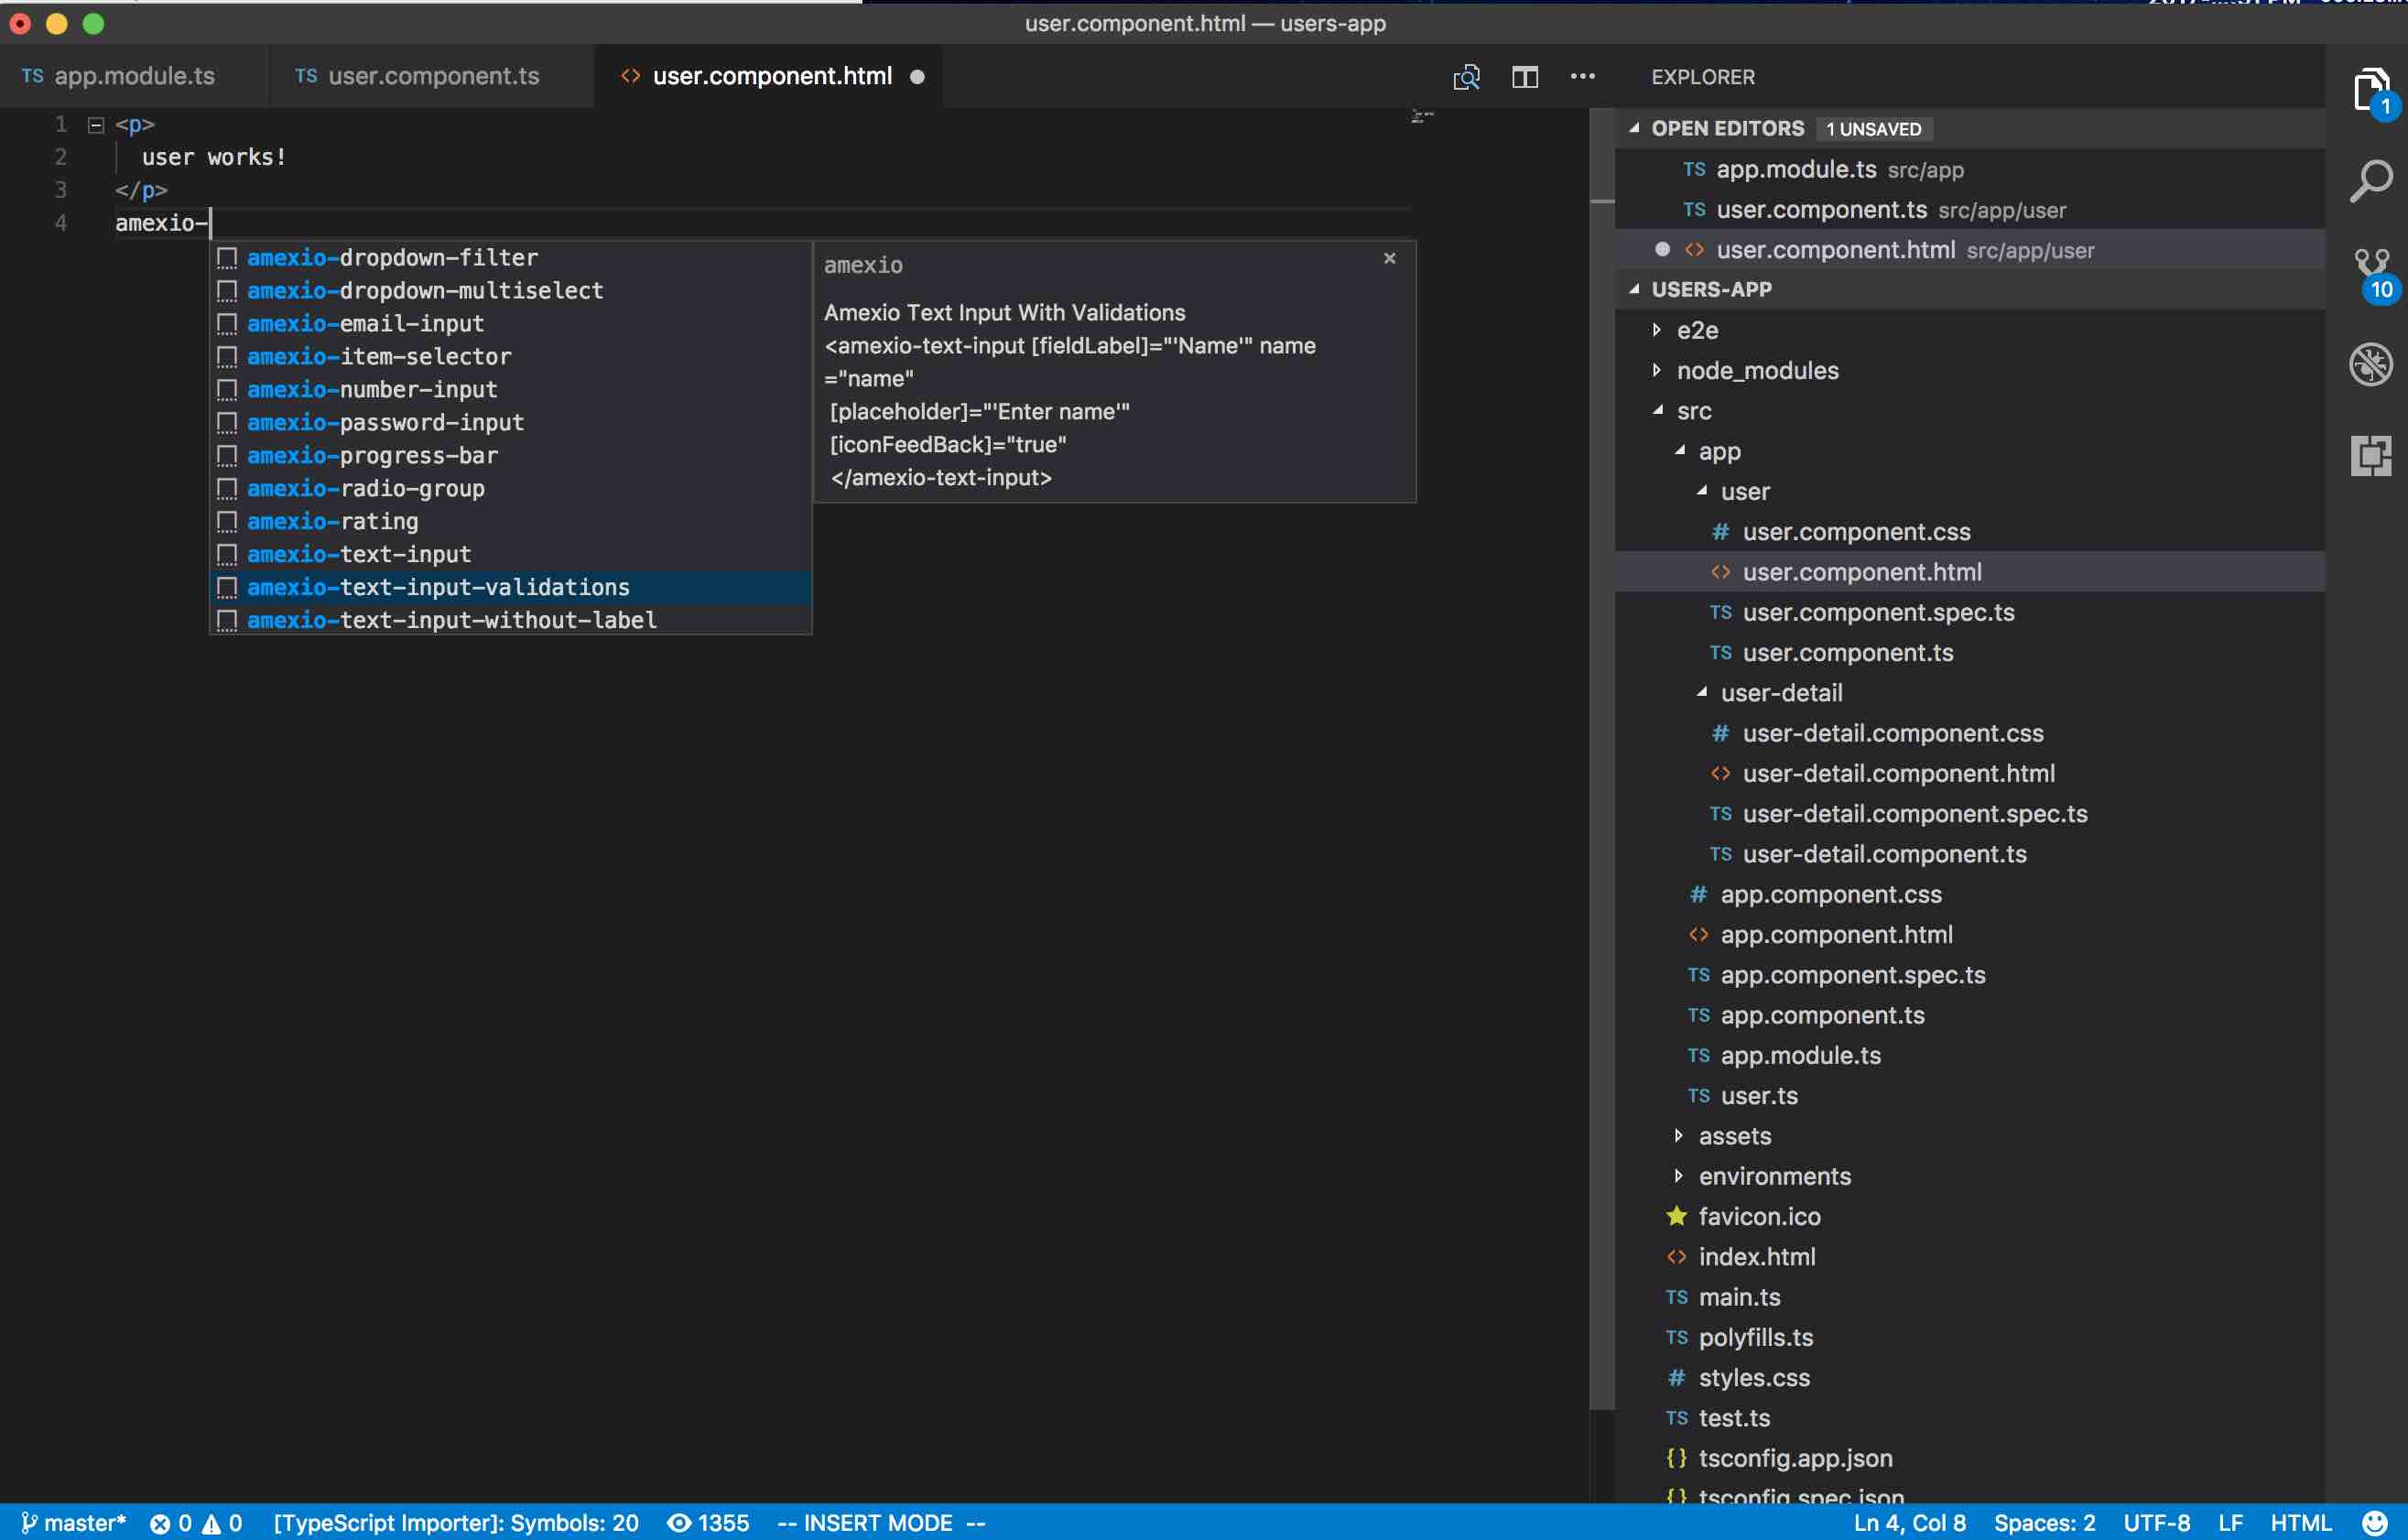 user.component.html — users-app
TS app.module.ts
TS user.component.ts
<> user.component.html
EXPLORER
1 <p>
2 user works!
3 </p>
4 amexio-
amexio-dropdown-filter
amexio-dropdown-multiselect
amexio-email-input
amexio-item-selector
amexio-number-input
amexio-password-input
amexio-progress-bar
amexio-radio-group
amexio-rating
amexio-text-input
amexio-text-input-validations
amexio-text-input-without-label
amexio
Amexio Text Input With Validations
<amexio-text-input [fieldLabel]="'Name'" name
="name"
[placeholder]="'Enter name'"
[iconFeedBack]="true"
</amexio-text-input>
OPEN EDITORS 1 UNSAVED
TS app.module.ts src/app
TS user.component.ts src/app/user
<> user.component.html src/app/user
USERS-APP
e2e
node_modules
src
app
user
# user.component.css
<> user.component.html
TS user.component.spec.ts
TS user.component.ts
user-detail
# user-detail.component.css
<> user-detail.component.html
TS user-detail.component.spec.ts
TS user-detail.component.ts
# app.component.css
<> app.component.html
TS app.component.spec.ts
TS app.component.ts
TS app.module.ts
TS user.ts
assets
environments
favicon.ico
<> index.html
TS main.ts
TS polyfills.ts
# styles.css
TS test.ts
{} tsconfig.app.json
{} tsconfig.spec.json
1
10
master* 0 0 [TypeScript Importer]: Symbols: 20 1355 -- INSERT MODE --
Ln 4, Col 8 Spaces: 2 UTF-8 LF HTML